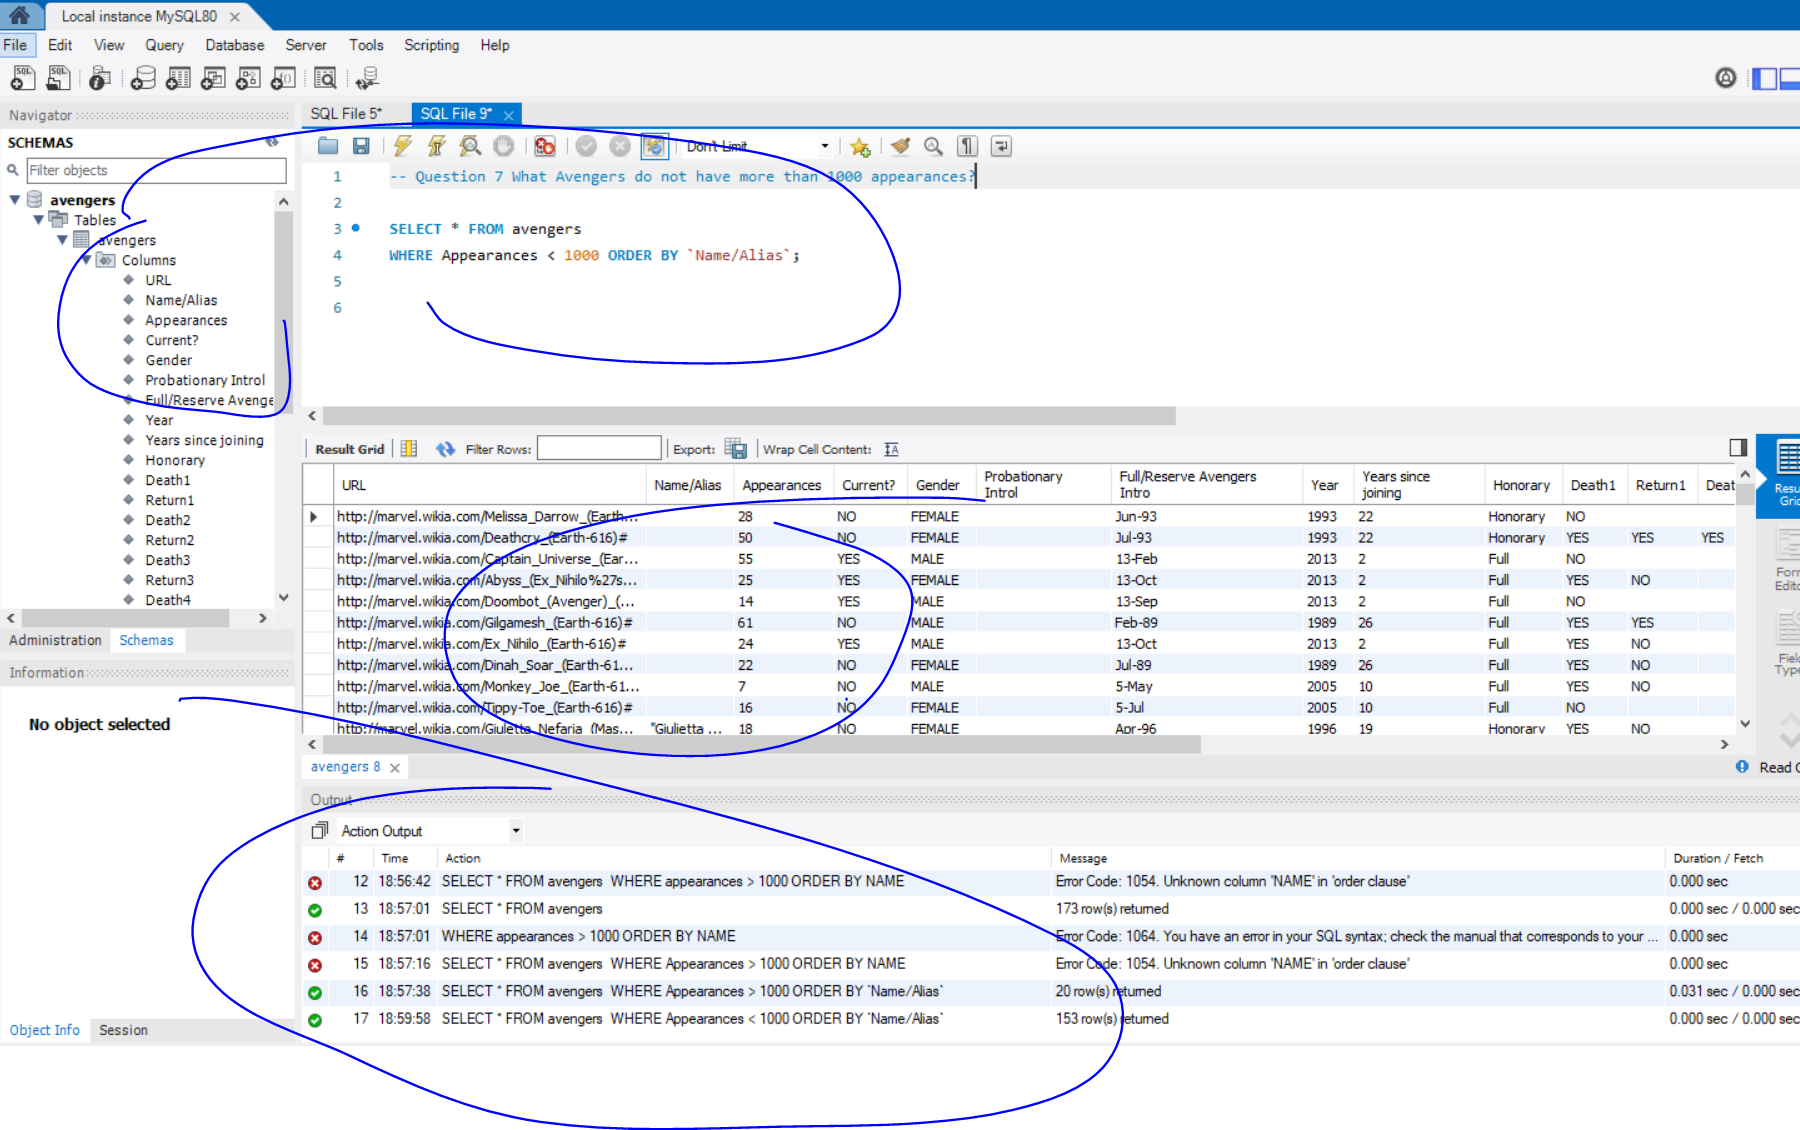 Local instance MySQL80
File Edit View Query Database Server Tools Scripting Help
Navigator
SCHEMAS
Filter objects
avengers
Tables
avengers
Columns
URL
Name/Alias
Appearances
Current?
Gender
Probationary Introl
Full/Reserve Avenge
Year
Years since joining
Honorary
Death1
Return1
Death2
Return2
Death3
Return3
Death4
Administration Schemas
Information
No object selected
Object Info Session
SQL File 5* SQL File 9*
Don't Limit
1 -- Question 7 What Avengers do not have more than 1000 appearances?
2
3 SELECT * FROM avengers
4 WHERE Appearances < 1000 ORDER BY `Name/Alias`;
5
6
Result Grid Filter Rows: Export: Wrap Cell Content:
URL Name/Alias Appearances Current? Gender Probationary Introl Full/Reserve Avengers Intro Year Years since joining Honorary Death1 Return1 Deat
http://marvel.wikia.com/Melissa_Darrow_(Earth-... 28 NO FEMALE Jun-93 1993 22 Honorary NO
http://marvel.wikia.com/Deathcry_(Earth-616)# 50 NO FEMALE Jul-93 1993 22 Honorary YES YES YES
http://marvel.wikia.com/Captain_Universe_(Ear... 55 YES MALE 13-Feb 2013 2 Full NO
http://marvel.wikia.com/Abyss_(Ex_Nihilo%27s... 25 YES FEMALE 13-Oct 2013 2 Full YES NO
http://marvel.wikia.com/Doombot_(Avenger)_(... 14 YES MALE 13-Sep 2013 2 Full NO
http://marvel.wikia.com/Gilgamesh_(Earth-616)# 61 NO MALE Feb-89 1989 26 Full YES YES
http://marvel.wikia.com/Ex_Nihilo_(Earth-616)# 24 YES MALE 13-Oct 2013 2 Full YES NO
http://marvel.wikia.com/Dinah_Soar_(Earth-61... 22 NO FEMALE Jul-89 1989 26 Full YES NO
http://marvel.wikia.com/Monkey_Joe_(Earth-61... 7 NO MALE 5-May 2005 10 Full YES NO
http://marvel.wikia.com/Tippy-Toe_(Earth-616)# 16 NO FEMALE 5-Jul 2005 10 Full NO
http://marvel.wikia.com/Giuletta_Nefaria_(Mas... "Giulietta ... 18 NO FEMALE Apr-96 1996 19 Honorary YES NO
Resu
Grid
Form
Edito
Field
Type
avengers 8
Read O
Output
Action Output
# Time Action Message Duration / Fetch
12 18:56:42 SELECT * FROM avengers WHERE appearances > 1000 ORDER BY NAME Error Code: 1054. Unknown column 'NAME' in 'order clause' 0.000 sec
13 18:57:01 SELECT * FROM avengers 173 row(s) returned 0.000 sec / 0.000 sec
14 18:57:01 WHERE appearances > 1000 ORDER BY NAME Error Code: 1064. You have an error in your SQL syntax; check the manual that corresponds to your ... 0.000 sec
15 18:57:16 SELECT * FROM avengers WHERE Appearances > 1000 ORDER BY NAME Error Code: 1054. Unknown column 'NAME' in 'order clause' 0.000 sec
16 18:57:38 SELECT * FROM avengers WHERE Appearances > 1000 ORDER BY `Name/Alias` 20 row(s) returned 0.031 sec / 0.000 sec
17 18:59:58 SELECT * FROM avengers WHERE Appearances < 1000 ORDER BY `Name/Alias` 153 row(s) returned 0.000 sec / 0.000 sec